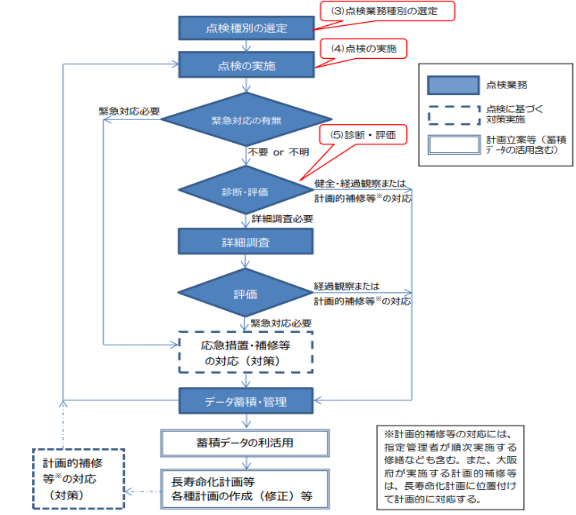 (3)点検業務種別の選定
点検種別の選定
(4)点検の実施
点検の実施
緊急対応必要
緊急対応の有無
不要 or 不明
(5)診断・評価
診断・評価
健全・経過観察または
計画的補修等※の対応
詳細調査必要
詳細調査
評価
経過観察または
計画的補修等※の対応
緊急対応必要
応急措置・補修等
の対応（対策）
データ蓄積・管理
蓄積データの利活用
長寿命化計画等
各種計画の作成（修正）等
計画的補修
等※の対応
（対策）
点検業務
点検に基づく
対策実施
計画立案等（蓄積
データの活用含む）
※計画的補修等の対応には、
指定管理者が順次実施する
修繕なども含む。また、大阪
府が実施する計画的補修等
は、長寿命化計画に位置付け
て計画的に対応する。